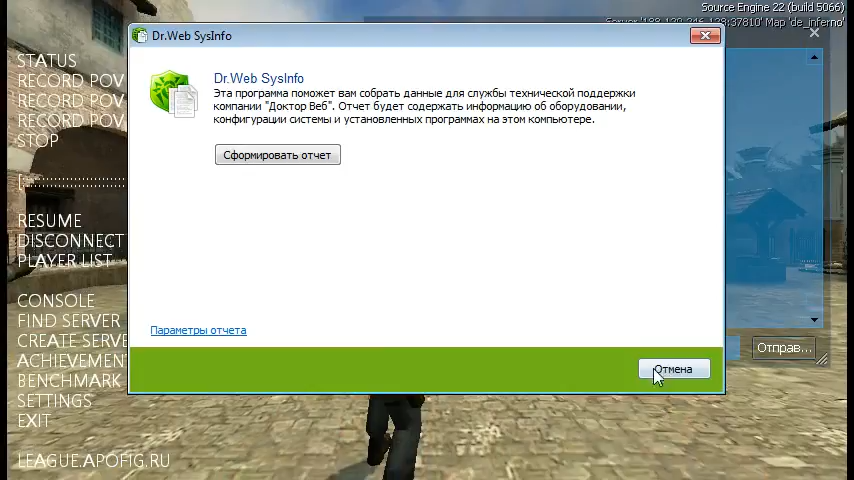 Source Engine 22 (build 5066)
Map 'de_inferno'
Dr.Web SysInfo
STATUS
RECORD POV
RECORD POV
RECORD POV
STOP
Dr.Web SysInfo
Эта программа поможет вам собрать данные для службы технической поддержки
компании "Доктор Веб". Отчет будет содержать информацию об оборудовании,
конфигурации системы и установленных программах на этом компьютере.
Сформировать отчет
RESUME
DISCONNECT
PLAYER LIST
CONSOLE
FIND SERVER
CREATE SERVE
ACHIEVEMEN
BENCHMARK
SETTINGS
EXIT
LEAGUE.APOFIG.RU
Параметры отчета
Отправ...
Отмена